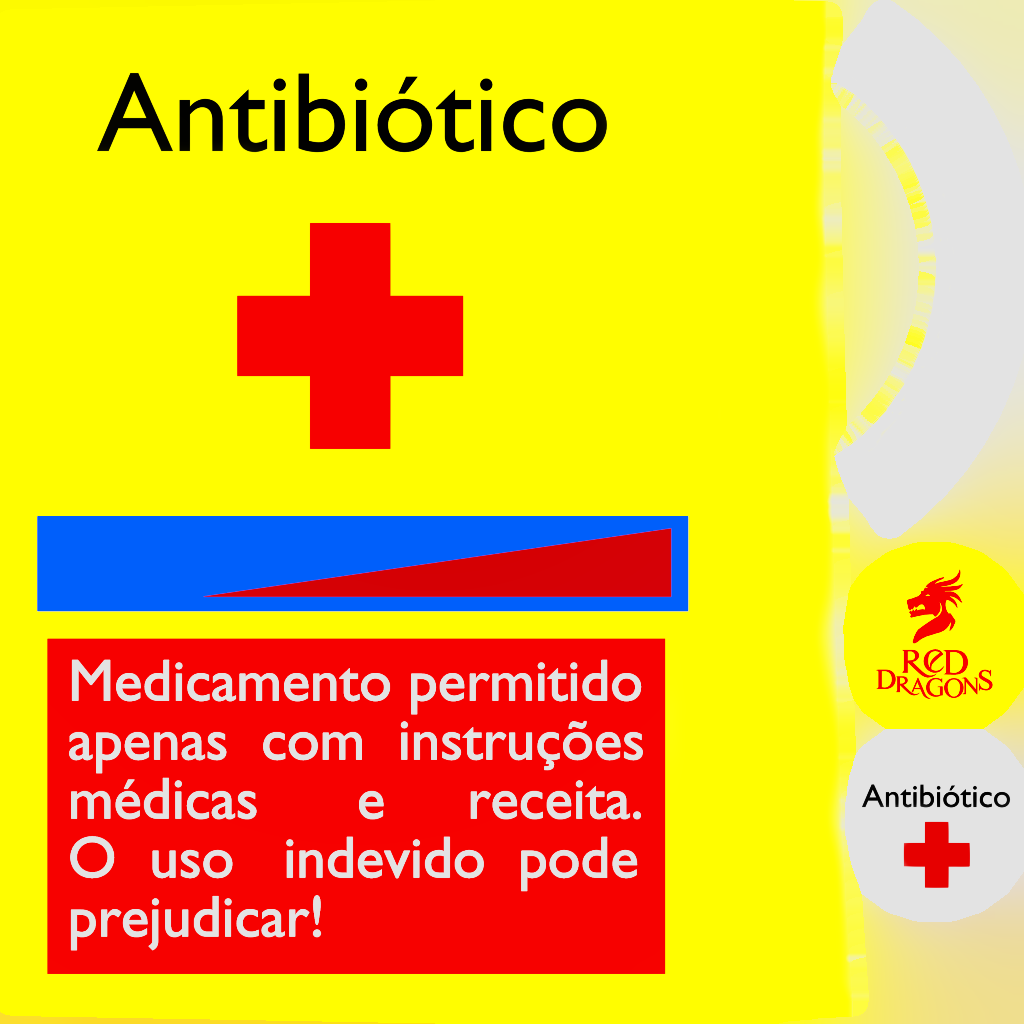 Antibiótico
Medicamento permitido
apenas com instruções
médicas e receita.
O uso indevido pode
prejudicar!
RED
DRAGONS
Antibiótico